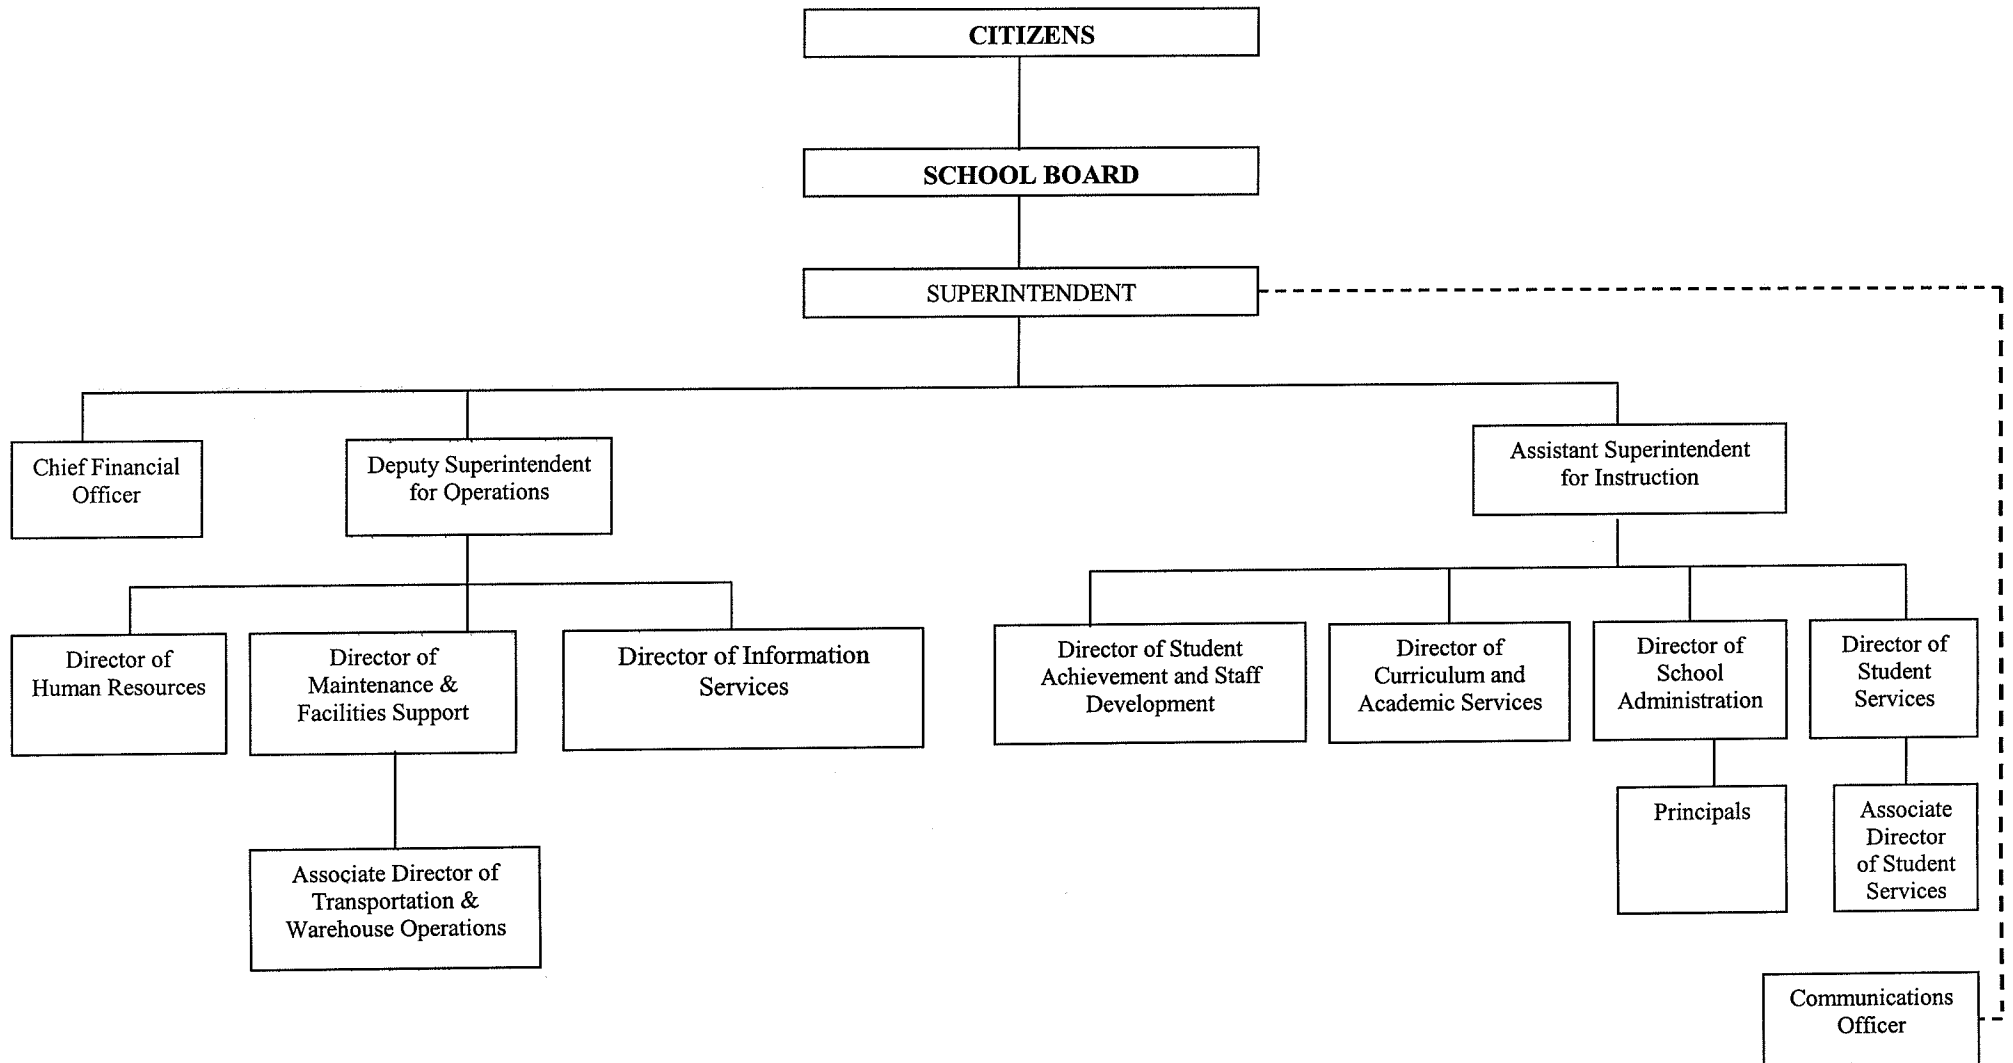 CITIZENS
SCHOOL BOARD
SUPERINTENDENT
Chief Financial
Officer
Deputy Superintendent
for Operations
Assistant Superintendent
for Instruction
Director of
Human Resources
Director of
Maintenance &
Facilities Support
Director of Information
Services
Director of Student
Achievement and Staff
Development
Director of
Curriculum and
Academic Services
Director of
School
Administration
Director of
Student
Services
Associate Director of
Transportation &
Warehouse Operations
Principals
Associate
Director
of Student
Services
Communications
Officer